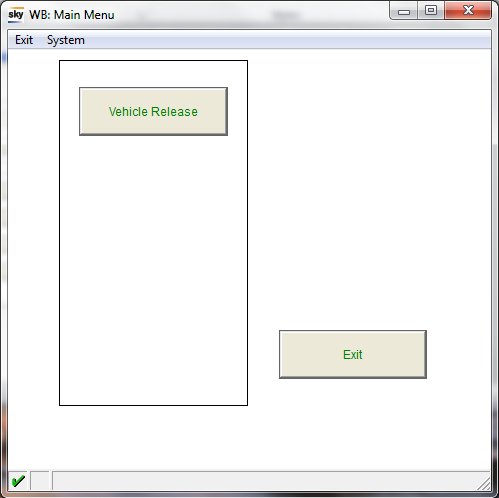 sky WB: Main Menu
Exit System
Vehicle Release
Exit